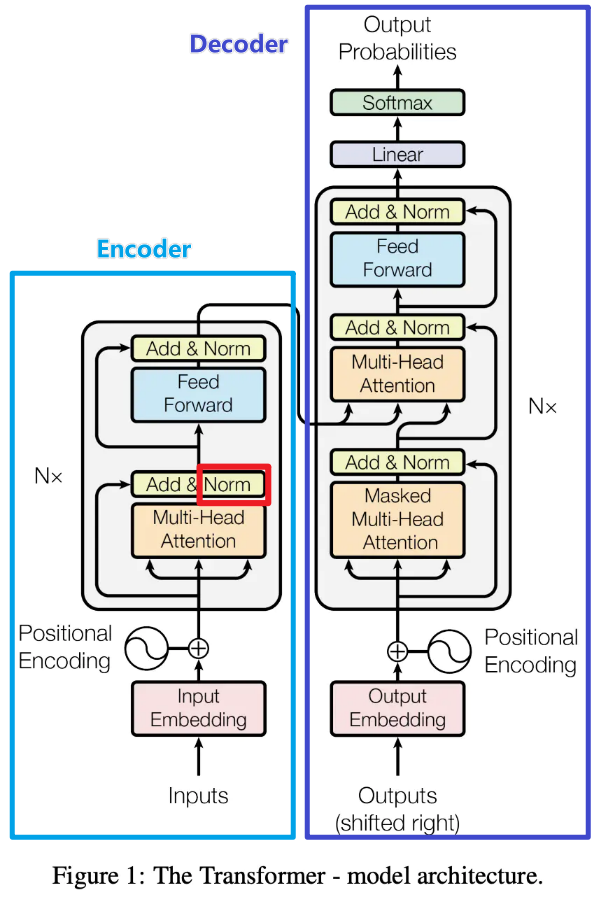 Decoder
Output
Probabilities
Softmax
Linear
Add & Norm
Feed
Forward
Add & Norm
Multi-Head
Attention
Nx
Add & Norm
Masked
Multi-Head
Attention
Positional
Encoding
Output
Embedding
Outputs
(shifted right)
Encoder
Add & Norm
Feed
Forward
Nx
Add & Norm
Multi-Head
Attention
Positional
Encoding
Input
Embedding
Inputs
Figure 1: The Transformer - model architecture.